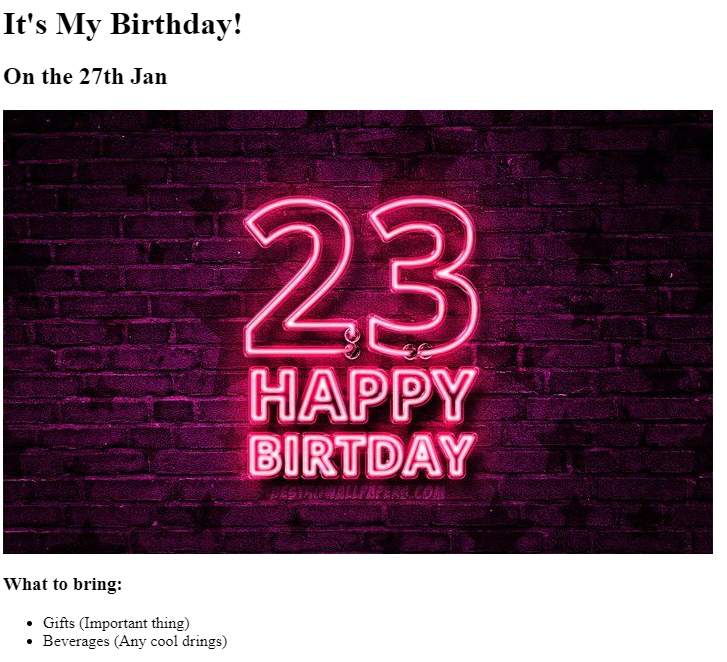 It's My Birthday!
On the 27th Jan
23
HAPPY
BIRTDAY
BESTHQWALLPAPERS.COM
What to bring:
Gifts (Important thing)
Beverages (Any cool drings)